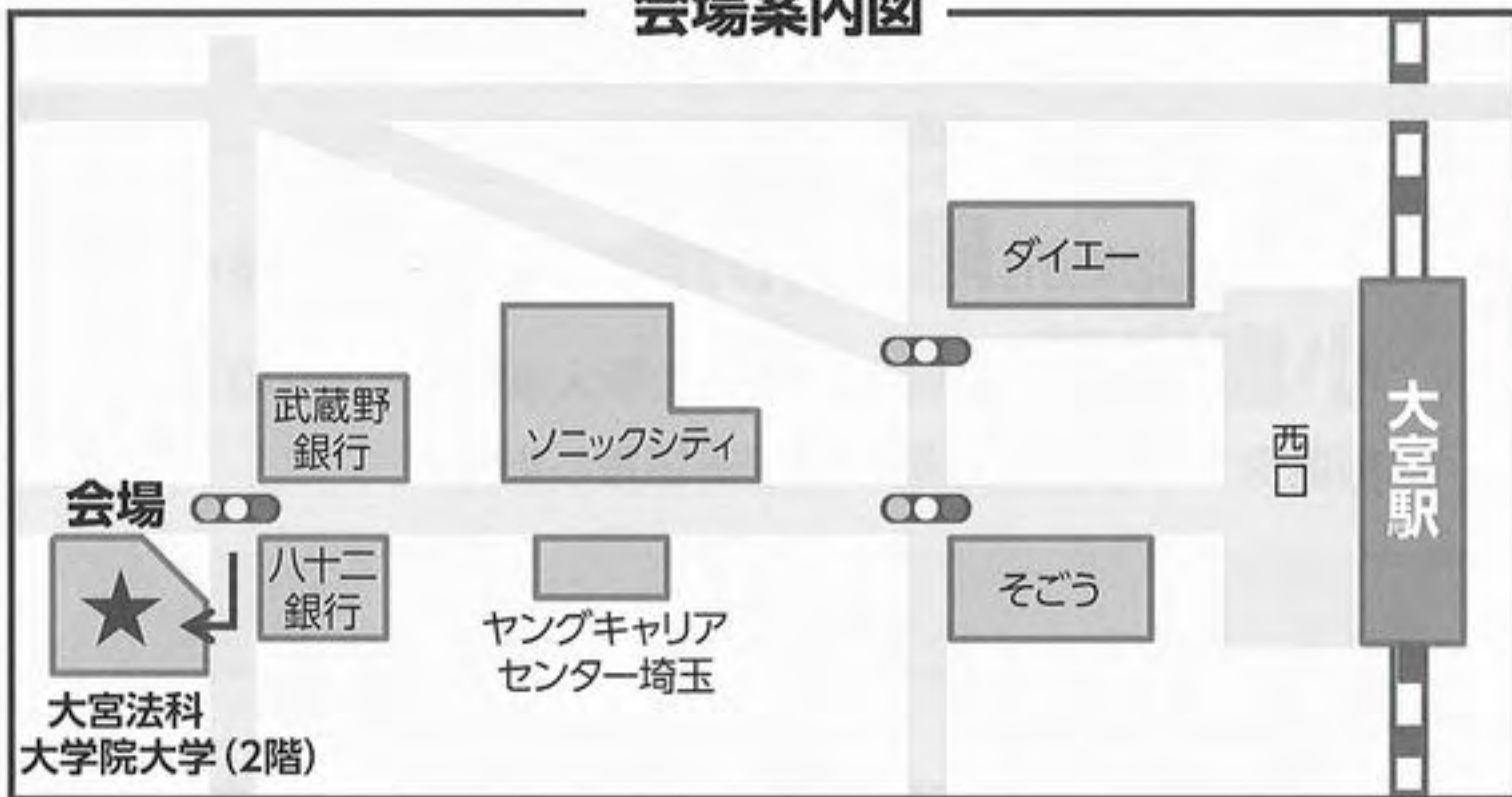 会場案内図
ダイエー
武蔵野
銀行
ソニックシティ
西口
大宮駅
会場
八十二
銀行
ヤングキャリア
センター埼玉
そごう
大宮法科
大学院大学(2階)